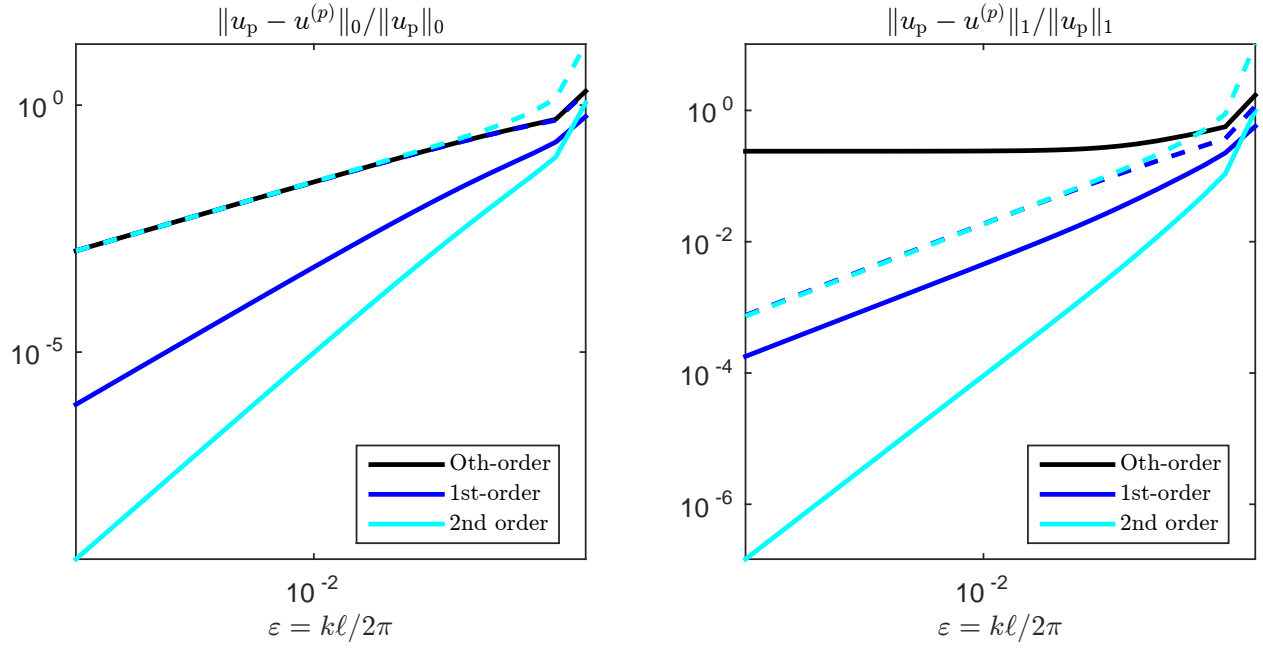 ‖u_p − u^(p)‖_0/‖u_p‖_0
10^0
10^-5
Oth-order
1st-order
2nd order
10^-2
ε = kℓ/2π
‖u_p − u^(p)‖_1/‖u_p‖_1
10^0
10^-2
10^-4
10^-6
Oth-order
1st-order
2nd order
10^-2
ε = kℓ/2π